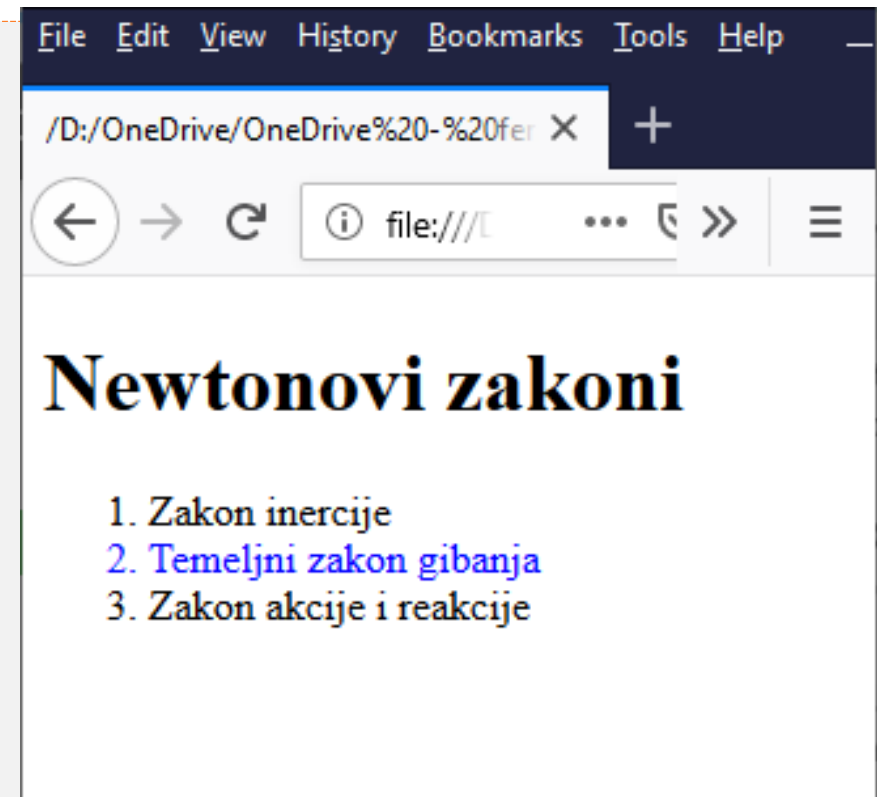 File Edit View History Bookmarks Tools Help
/D:/OneDrive/OneDrive%20-%20fer
file:///D
Newtonovi zakoni
1. Zakon inercije
2. Temeljni zakon gibanja
3. Zakon akcije i reakcije